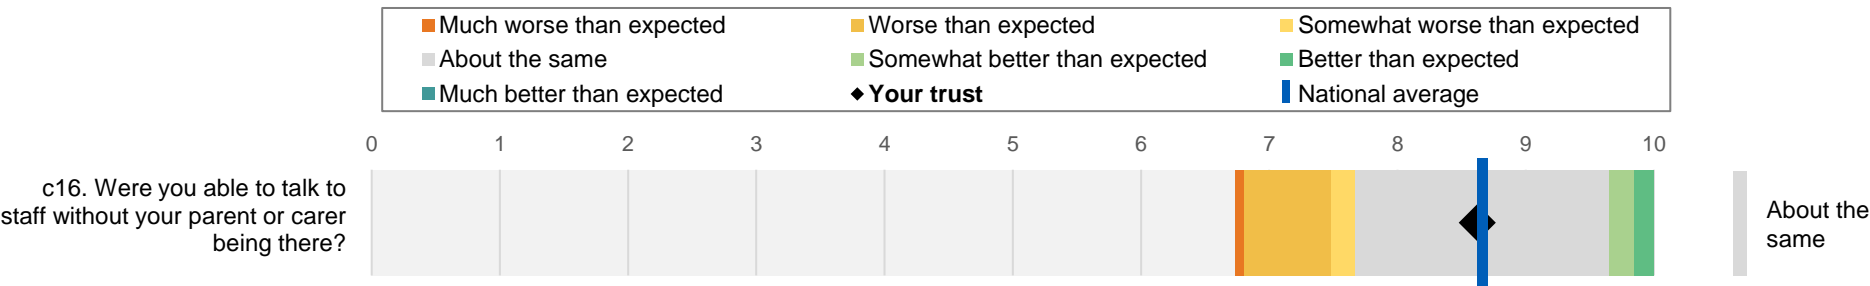 Much worse than expected Worse than expected Somewhat worse than expected
About the same Somewhat better than expected Better than expected
Much better than expected Your trust National average
0 1 2 3 4 5 6 7 8 9 10
c16. Were you able to talk to
staff without your parent or carer
being there?
About the
same